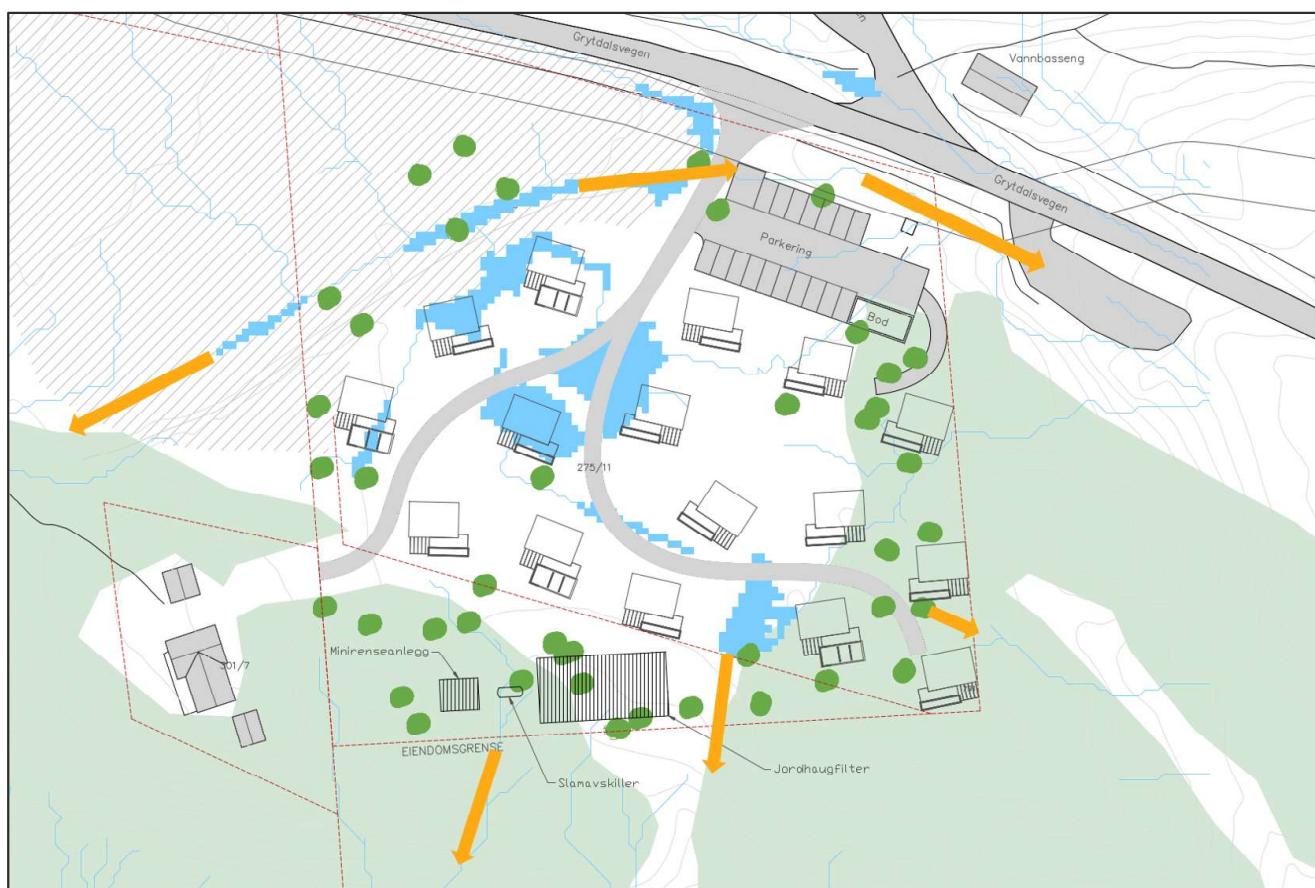 Grytdalsvegen
Vannbasseng
Grytdalsvegen
Parkering
Bod
275/11
Minirenseanlegg
301/7
EIENDOMSGRENSE
Slamavskiller
Jordhaugfilter